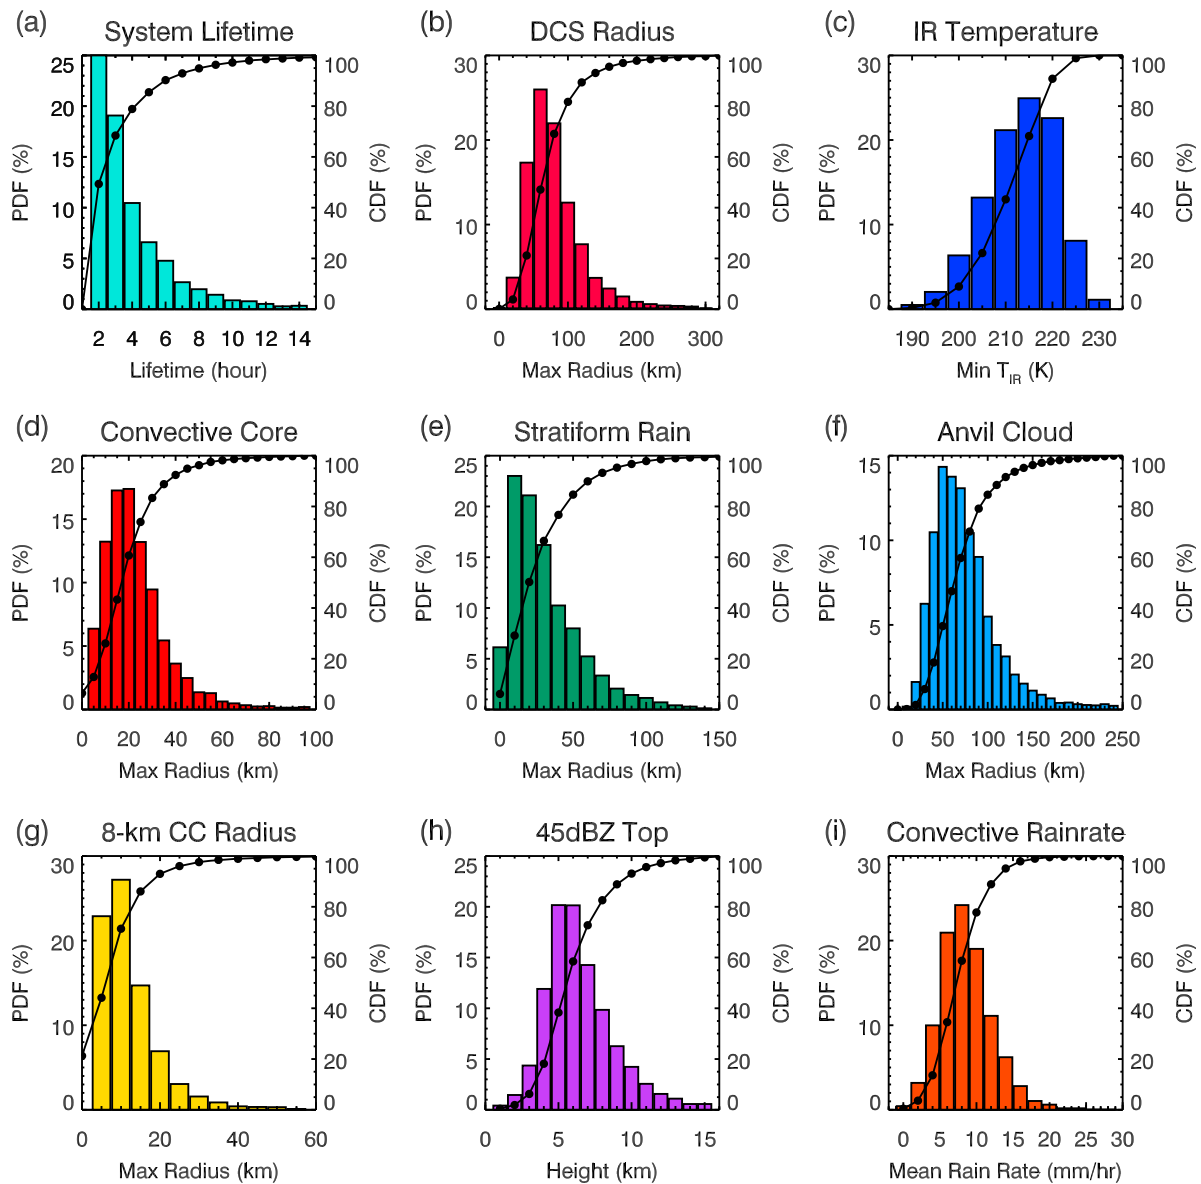 (a) System Lifetime
PDF (%)
25
20
15
10
5
0
100
80
60
40
20
0
CDF (%)
2 4 6 8 10 12 14
Lifetime (hour)
(b) DCS Radius
PDF (%)
30
20
10
0
100
80
60
40
20
0
CDF (%)
0 100 200 300
Max Radius (km)
(c) IR Temperature
PDF (%)
30
20
10
0
100
80
60
40
20
0
CDF (%)
190 200 210 220 230
Min T_IR (K)
(d) Convective Core
PDF (%)
20
15
10
5
0
100
80
60
40
20
0
CDF (%)
0 20 40 60 80 100
Max Radius (km)
(e) Stratiform Rain
PDF (%)
25
20
15
10
5
0
100
80
60
40
20
0
CDF (%)
0 50 100 150
Max Radius (km)
(f) Anvil Cloud
PDF (%)
15
10
5
0
100
80
60
40
20
0
CDF (%)
0 50 100 150 200 250
Max Radius (km)
(g) 8-km CC Radius
PDF (%)
30
20
10
0
100
80
60
40
20
0
CDF (%)
0 20 40 60
Max Radius (km)
(h) 45dBZ Top
PDF (%)
25
20
15
10
5
0
100
80
60
40
20
0
CDF (%)
0 5 10 15
Height (km)
(i) Convective Rainrate
PDF (%)
30
20
10
0
100
80
60
40
20
0
CDF (%)
0 5 10 15 20 25 30
Mean Rain Rate (mm/hr)